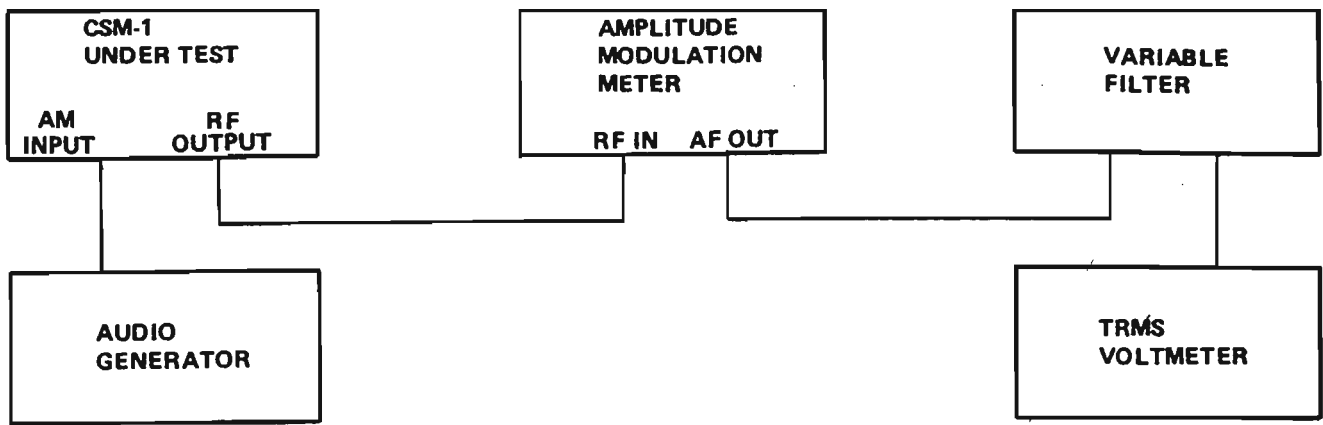 CSM-1
UNDER TEST
AM
INPUT
RF
OUTPUT
AMPLITUDE
MODULATION
METER
RF IN AF OUT
VARIABLE
FILTER
AUDIO
GENERATOR
TRMS
VOLTMETER